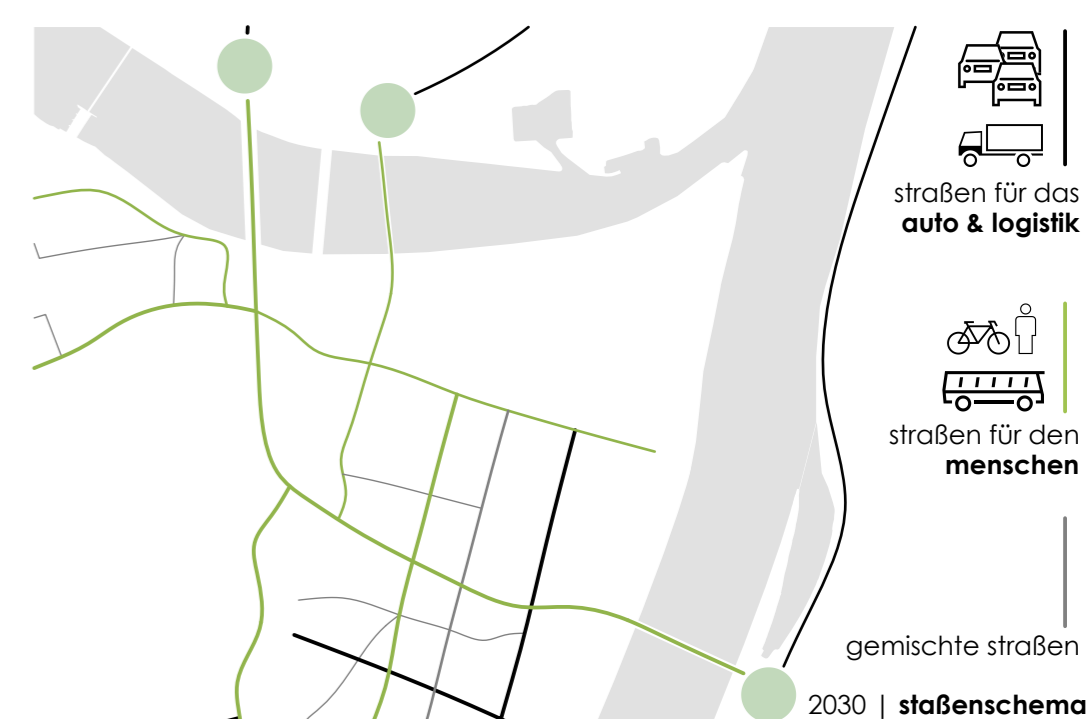 straßen für das
auto & logistik
straßen für den
menschen
gemischte straßen
2030 | staßenschema